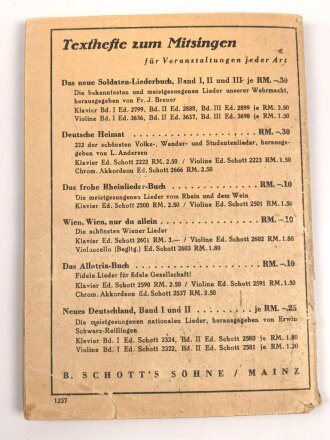 Texthefte zum Mitsingen
für Veranstaltungen jeder Art
Das neue Soldaten-Liederbuch, Band I, II und III je RM. –.30
Die bekanntesten und meistgesungenen Lieder unserer Wehrmacht,
herausgegeben von Fr. J. Breuer
Klavier Bd. I Ed. 2799, Bd. II Ed. 2688, Bd. III Ed. 2899 je RM. 2.50
Violine Bd. I Ed. 3636, Bd. II Ed. 3637, Bd. III Ed. 3698 je RM. 1.50
Deutsche Heimat . . . . . . . . . . . . . . . . RM. –.30
222 der schönsten Volks-, Wander- und Studentenlieder, herausge-
geben von L. Andersen
Klavier Ed. Schott 2222 RM. 2.50 / Violine Ed. Schott 2223 RM. 1.50
Chrom. Akkordeon Ed. Schott 2666 RM. 2.50
Das frohe Rheinlieder-Buch . . . . . . . . . . RM. –.10
Die meistgesungenen Lieder vom Rhein und dem Wein
Klavier Ed. Schott 2500 RM. 2.50 / Violine Ed. Schott 2501 RM. 1.50
Wien, Wien, nur du allein . . . . . . . . . . . RM. –.10
Die schönsten Wiener Lieder
Klavier Ed. Schott 2601 RM. 3.— / Violine Ed. Schott 2602 RM. 1.80
Violoncello (Begltg.) Ed. Schott 2603 RM. 1.80
Das Allotria-Buch . . . . . . . . . . . . . . . RM. –.10
Fidele Lieder für fidele Gesellschaft!
Klavier Ed. Schott 2590 RM. 2.50 / Violine Ed. Schott 2591 RM. 1.50
Chrom. Akkordeon Ed. Schott 2537 RM. 2.50
Neues Deutschland, Band I und II . . . . . . . je RM. –.25
Die meistgesungenen nationalen Lieder, herausgegeben von Erwin
Schwarz-Reiflingen
Klavier Bd. I Ed. Schott 2324, Bd. II Ed. Schott 2580 je RM. 1.80
Violine Bd. I Ed. Schott 2322, Bd. II Ed. Schott 2581 je RM. 1.20
B. SCHOTT'S SÖHNE / MAINZ
1257